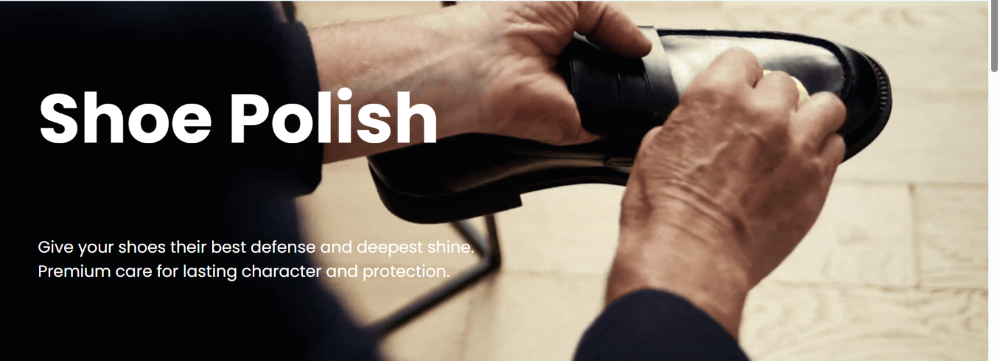 Shoe Polish
Give your shoes their best defense and deepest shine.
Premium care for lasting character and protection.